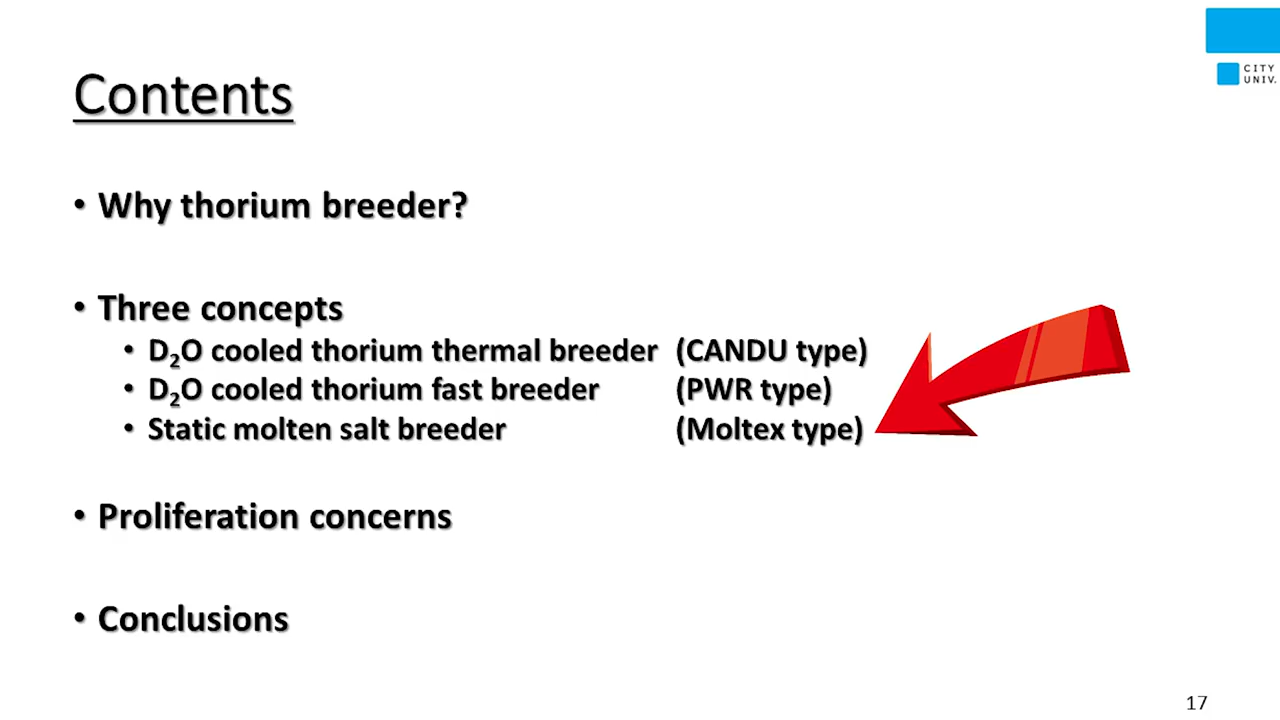 CITY
UNIV.
Contents
• Why thorium breeder?
• Three concepts
• D₂O cooled thorium thermal breeder (CANDU type)
• D₂O cooled thorium fast breeder (PWR type)
• Static molten salt breeder (Moltex type)
• Proliferation concerns
• Conclusions
17